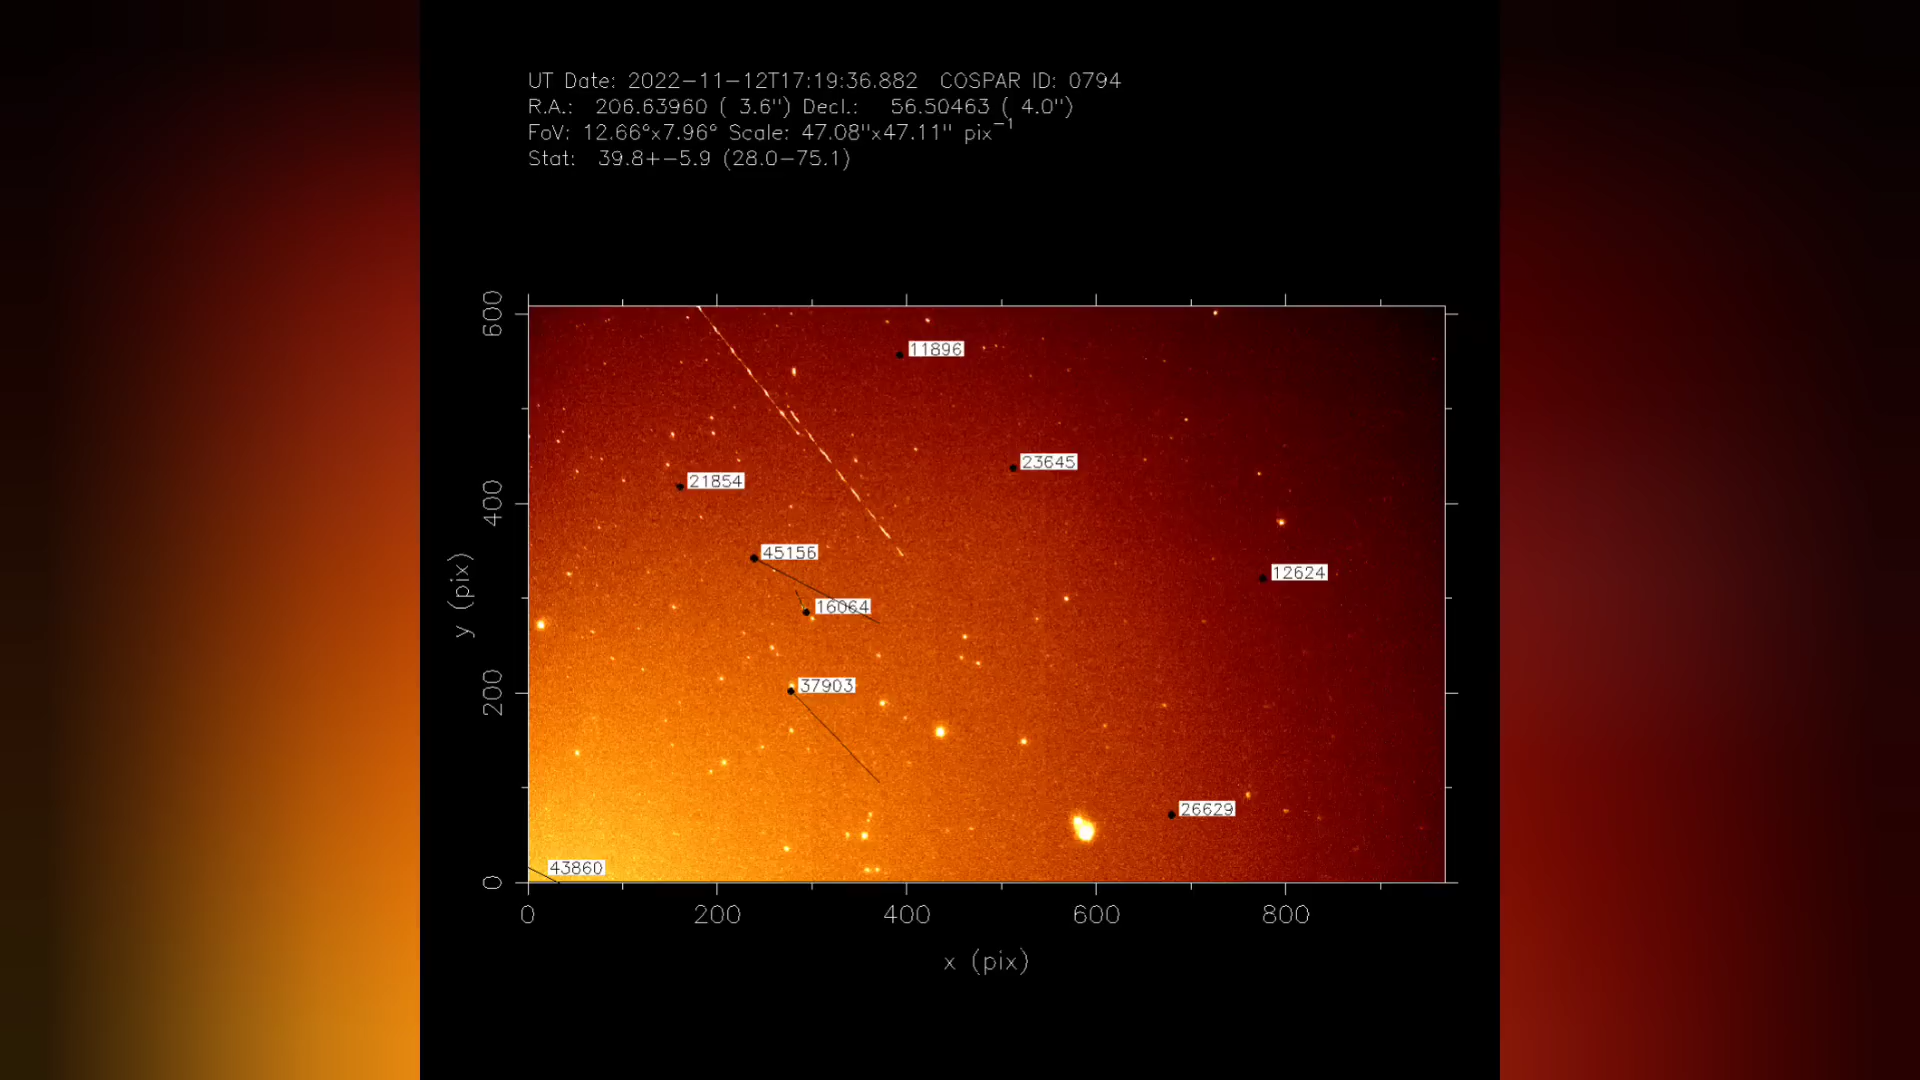 UT Date: 2022-11-12T17:19:36.882 COSPAR ID: 0794
R.A.: 206.63960 ( 3.6") Decl.: 56.50463 ( 4.0")
FoV: 12.66°x7.96° Scale: 47.08"x47.11" pix⁻¹
Stat: 39.8+-5.9 (28.0-75.1)
600
11896
23645
21854
400
45156
12624
16064
y (pix)
37903
200
26629
43860
0
0 200 400 600 800
x (pix)